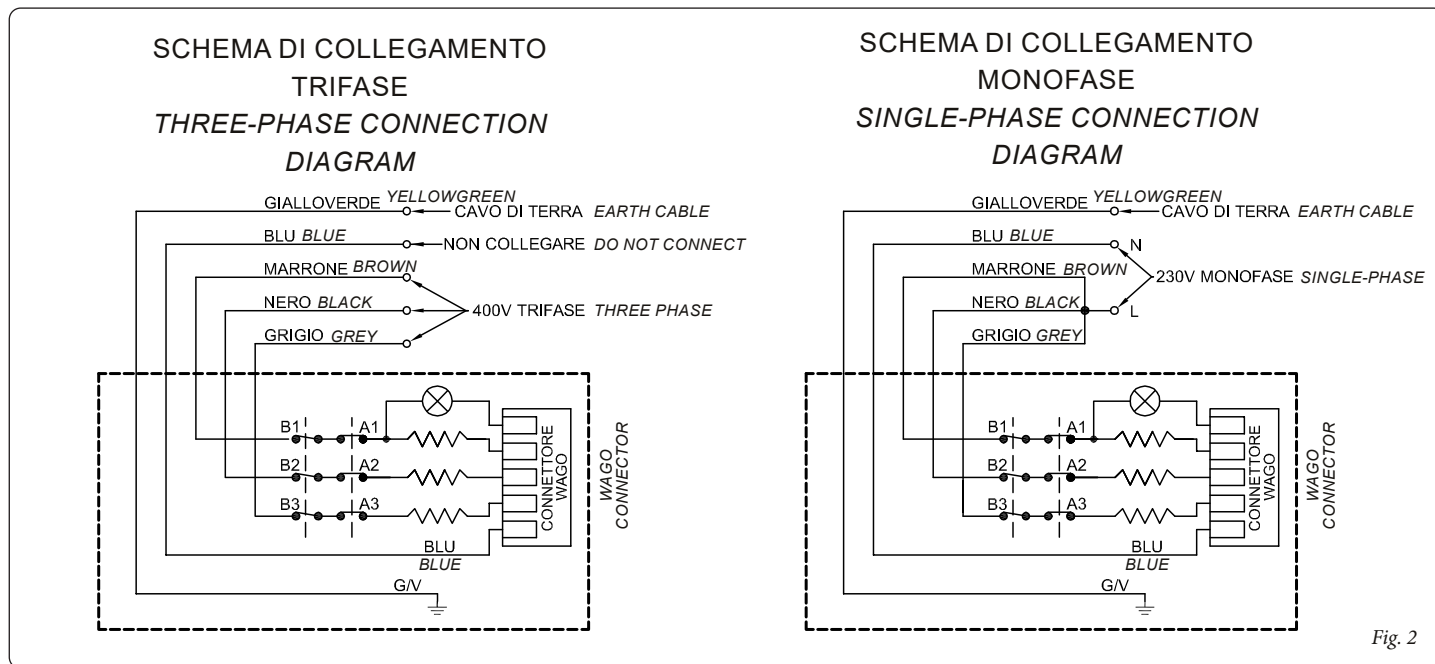 SCHEMA DI COLLEGAMENTO
TRIFASE
THREE-PHASE CONNECTION
DIAGRAM
GIALLOVERDE YELLOWGREEN
CAVO DI TERRA EARTH CABLE
BLU BLUE
NON COLLEGARE DO NOT CONNECT
MARRONE BROWN
NERO BLACK
400V TRIFASE THREE PHASE
GRIGIO GREY
B1 A1
B2 A2
B3 A3
CONNETTORE
WAGO
WAGO
CONNECTOR
BLU
BLUE
G/V
SCHEMA DI COLLEGAMENTO
MONOFASE
SINGLE-PHASE CONNECTION
DIAGRAM
GIALLOVERDE YELLOWGREEN
CAVO DI TERRA EARTH CABLE
BLU BLUE
N
MARRONE BROWN
230V MONOFASE SINGLE-PHASE
NERO BLACK
L
GRIGIO GREY
B1 A1
B2 A2
B3 A3
CONNETTORE
WAGO
WAGO
CONNECTOR
BLU
BLUE
G/V
Fig. 2